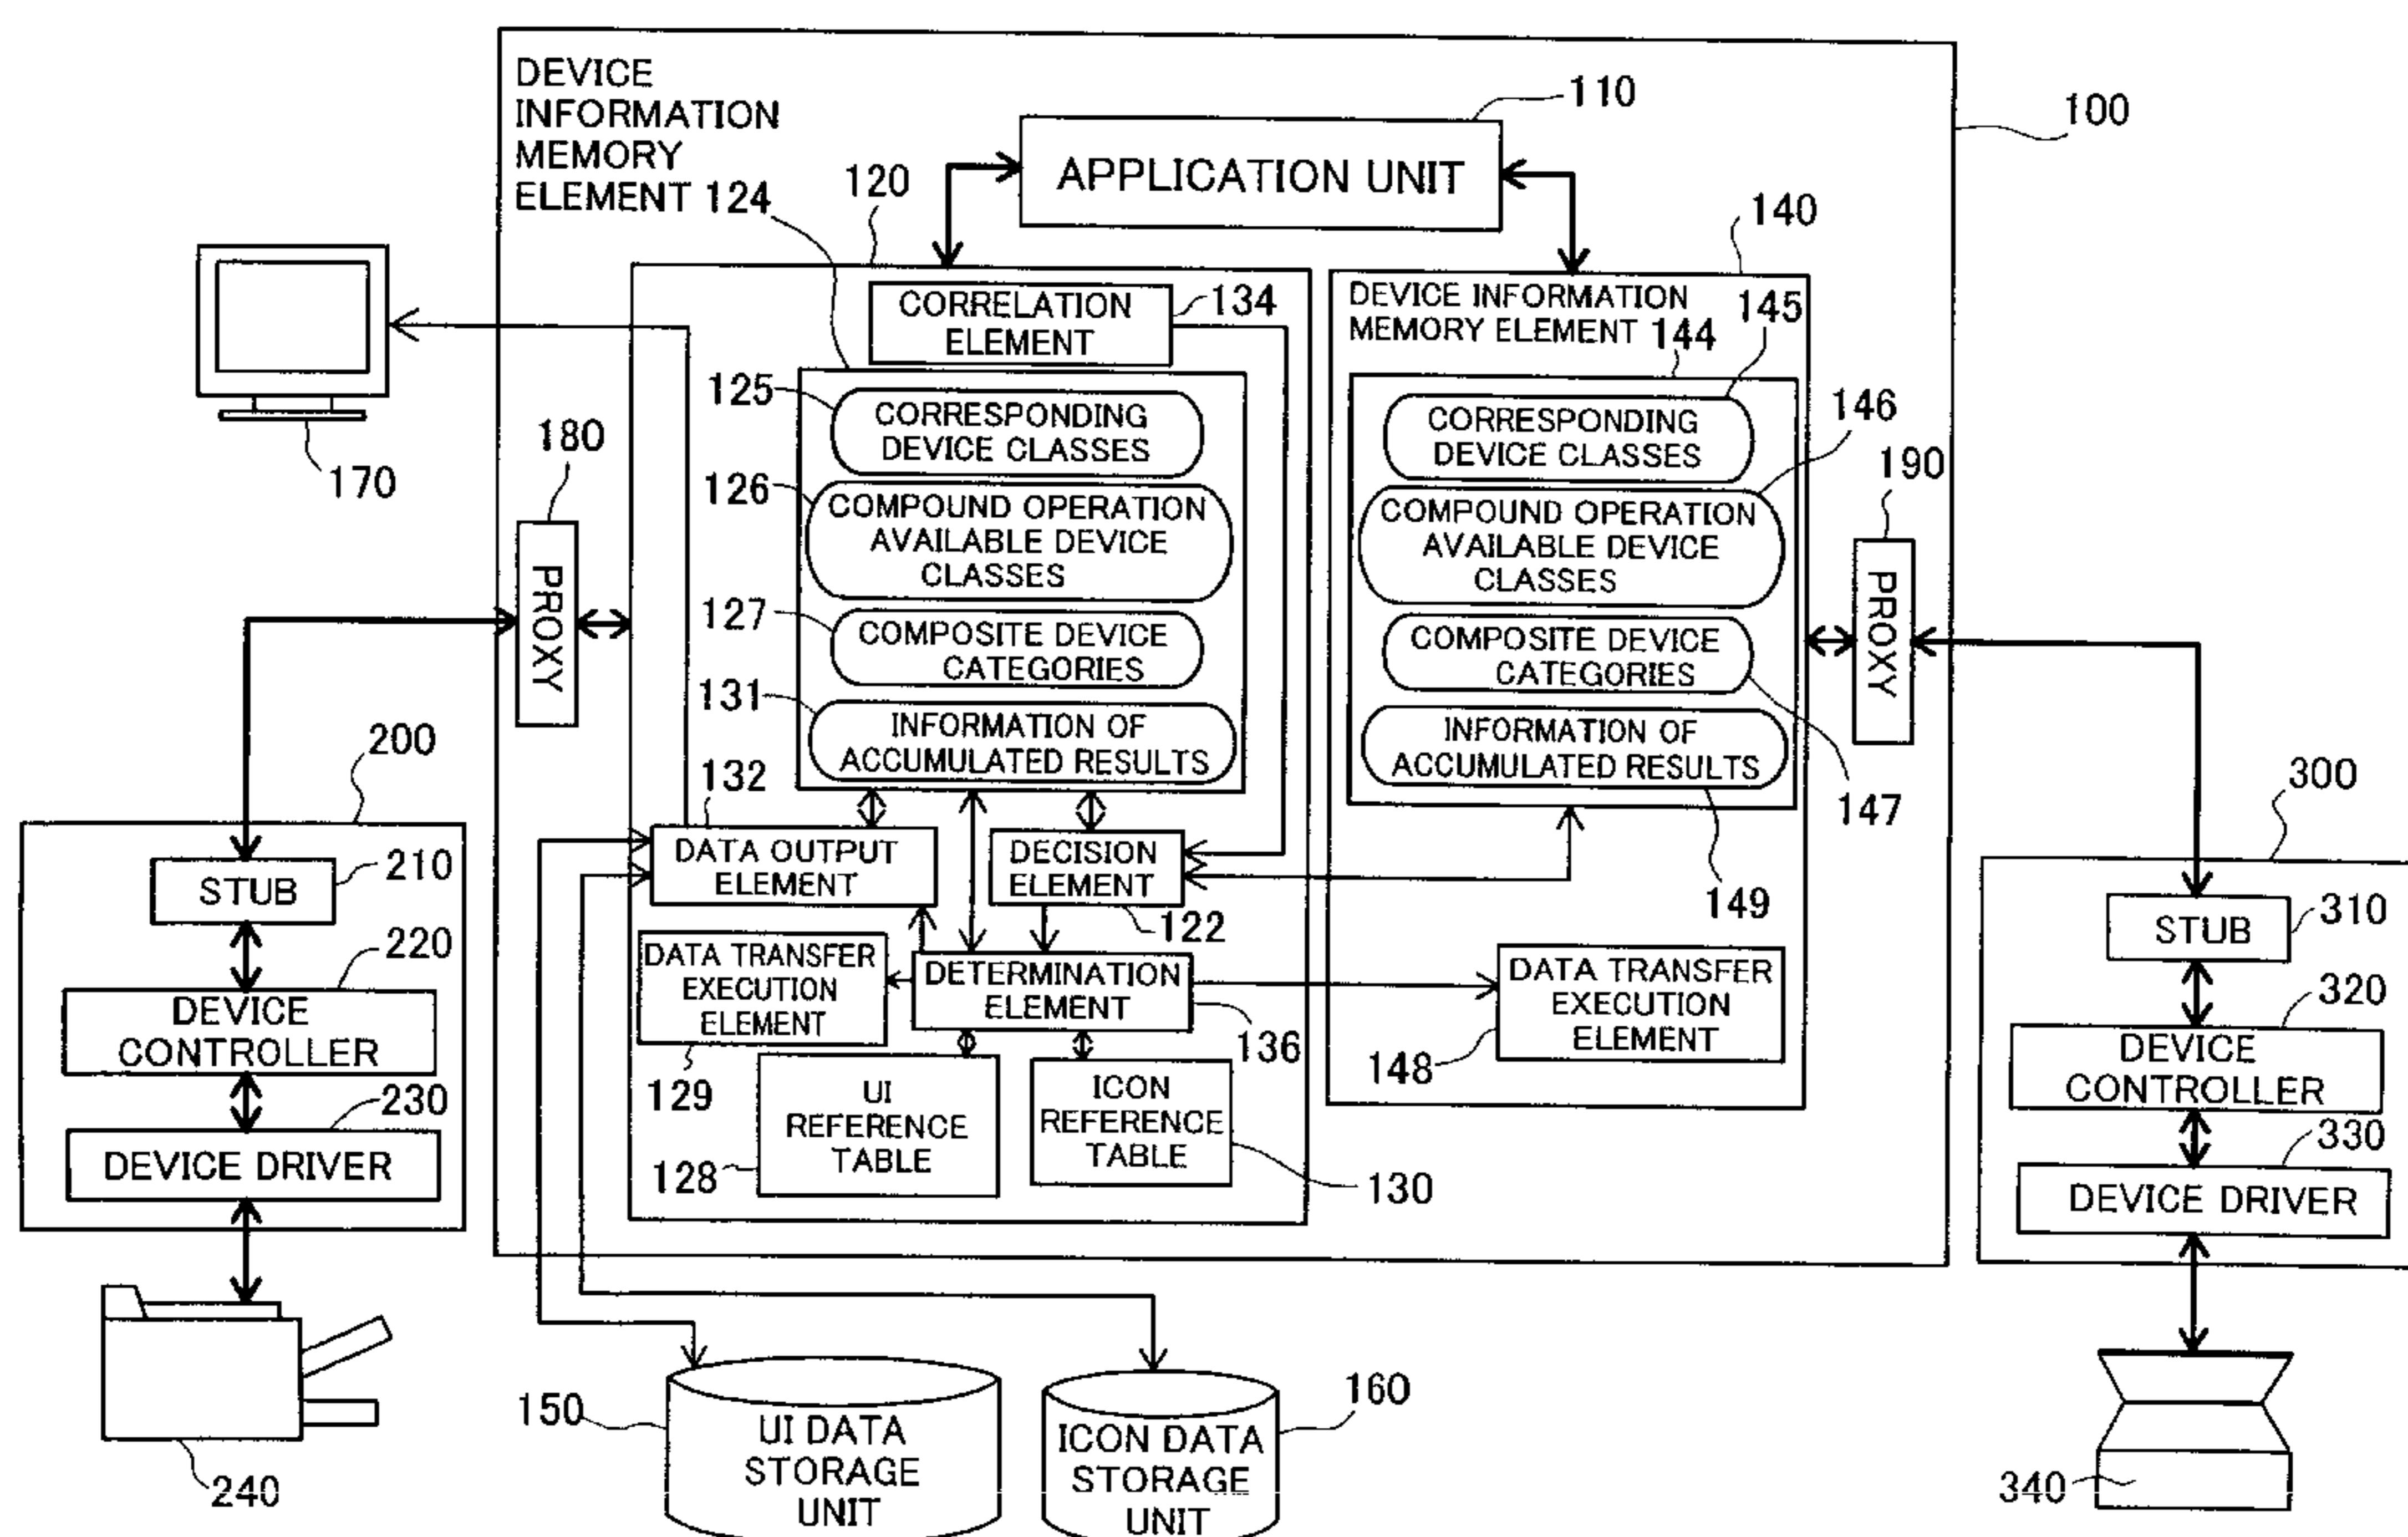 DEVICE
INFORMATION
MEMORY
ELEMENT 124
110
100
APPLICATION UNIT
120
140
CORRELATION
ELEMENT
134
DEVICE INFORMATION
MEMORY ELEMENT 144
145
125
CORRESPONDING
DEVICE CLASSES
CORRESPONDING
DEVICE CLASSES
146
170
180
126
COMPOUND OPERATION
AVAILABLE DEVICE
CLASSES
COMPOUND OPERATION
AVAILABLE DEVICE
CLASSES
190
PROXY
127
COMPOSITE DEVICE
CATEGORIES
COMPOSITE DEVICE
CATEGORIES
PROXY
131
INFORMATION OF
ACCUMULATED RESULTS
INFORMATION OF
ACCUMULATED RESULTS
147
200
132
300
STUB
210
DATA OUTPUT
ELEMENT
DECISION
ELEMENT
122
149
STUB
310
220
DEVICE
CONTROLLER
DATA TRANSFER
EXECUTION
ELEMENT
129
DETERMINATION
ELEMENT
136
DATA TRANSFER
EXECUTION
ELEMENT
148
320
DEVICE
CONTROLLER
230
DEVICE DRIVER
UI
REFERENCE
TABLE
128
ICON
REFERENCE
TABLE
130
330
DEVICE DRIVER
240
150
UI DATA
STORAGE
UNIT
ICON DATA
STORAGE
UNIT
160
340